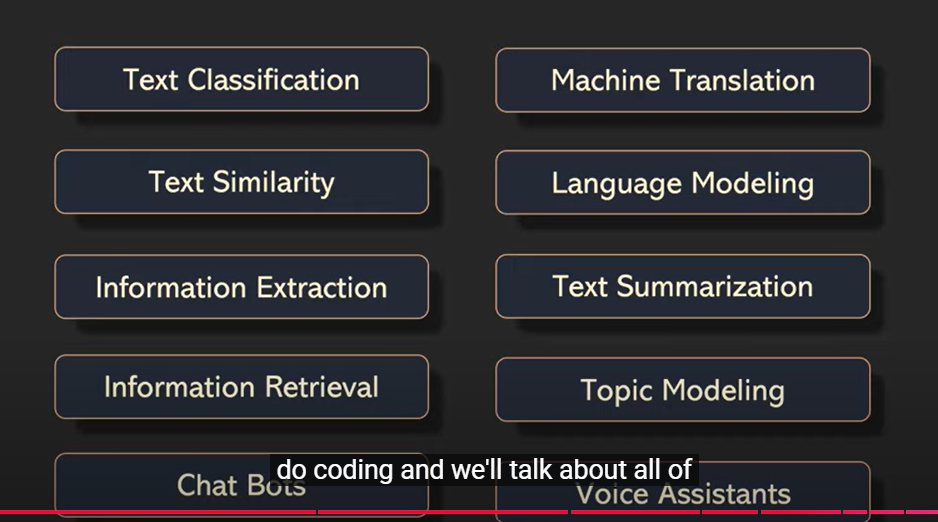 Text Classification
Machine Translation
Text Similarity
Language Modeling
Information Extraction
Text Summarization
Information Retrieval
Topic Modeling
Chat Bots
Voice Assistants
do coding and we'll talk about all of